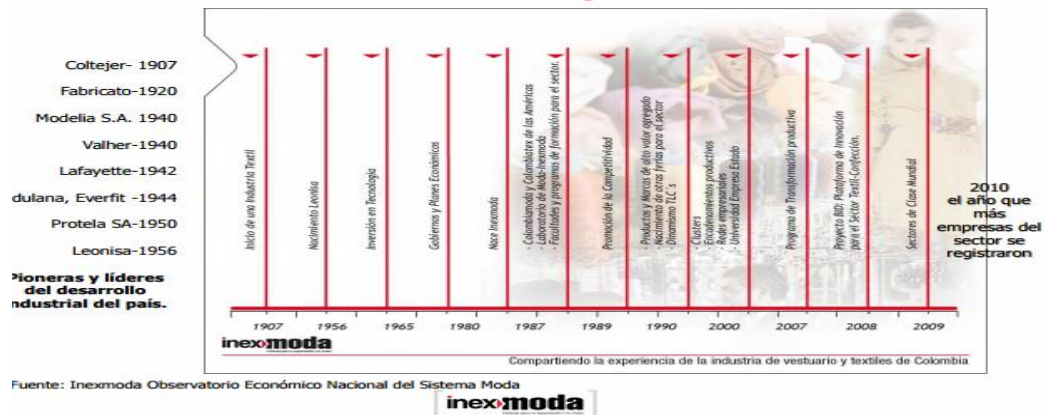 Coltejer- 1907
Fabricato-1920
Modelia S.A. 1940
Valher-1940
Lafayette-1942
dulana, Everfit -1944
Protela SA-1950
Leonisa-1956
Pioneras y líderes
del desarrollo
ndustrial del país.
Inicio de una Industria Textil
Nacimiento Leonisa
Inversión en Tecnología
Gobierno y Planes Económicos
Nace Inexmoda
- Colombiamoda y Colombiatex de las Américas
- Laboratorio de Moda-Inexmoda
- Facultades y programas de formación para el sector.
Promoción de la Competitividad
- Productos y Marcas de alto valor agregado
- Nacimiento de otras ferias para el sector
- Dinamismo TLC´s
- Clusters
- Encadenamientos productivos
- Redes empresariales
- Universidad Empresa Estado
Programa de Transformación productiva
Proyecto BID: Plataforma de Innovación
para el Sector Textil-Confección.
Sectores de Clase Mundial
2010
el año que
más
empresas del
sector se
registraron
1907 1956 1965 1980 1987 1989 1990 2000 2007 2008 2009
inexmoda
Compartiendo la experiencia de la industria de vestuario y textiles de Colombia
Fuente: Inexmoda Observatorio Económico Nacional del Sistema Moda
inexmoda